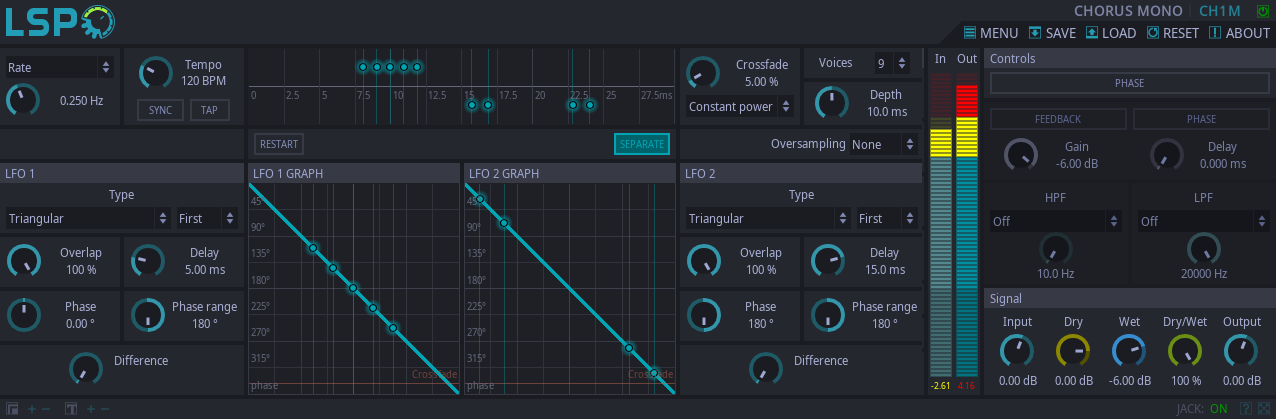 LSP
CHORUS MONO CH1M
MENU SAVE LOAD RESET ABOUT
Rate
0.250 Hz
Tempo
120 BPM
SYNC TAP
0 2.5 5 7.5 10 12.5 15 17.5 20 22.5 25 27.5ms
Crossfade
5.00 %
Constant power
Voices 9
Depth
10.0 ms
RESTART SEPARATE
Oversampling None
In Out
-2.61 4.16
Controls
PHASE
FEEDBACK PHASE
Gain
-6.00 dB
Delay
0.000 ms
HPF LPF
Off Off
10.0 Hz 20000 Hz
LFO 1
Type
Triangular First
Overlap
100 %
Delay
5.00 ms
Phase
0.00 °
Phase range
180 °
Difference
LFO 1 GRAPH
45°
90°
135°
180°
225°
270°
315°
Crossfade
phase
LFO 2 GRAPH
45°
90°
135°
180°
225°
270°
315°
Crossfade
phase
LFO 2
Type
Triangular First
Overlap
100 %
Delay
15.0 ms
Phase
180 °
Phase range
180 °
Difference
Signal
Input Dry Wet Dry/Wet Output
0.00 dB 0.00 dB -6.00 dB 100 % 0.00 dB
JACK: ON